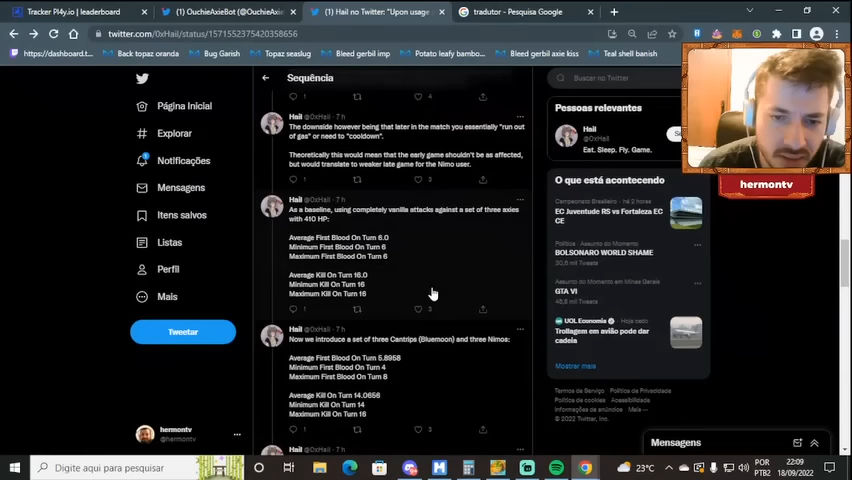 Tracker Pl4y.io | leaderboard
(1) OuchieAxieBot (@OuchieAxie
(1) Hail no Twitter: "Upon usage
tradutor - Pesquisa Google
twitter.com/0xHail/status/1571552375420358656
https://dashboard.t...
Back topaz oranda
Bug Garish
Topaz seaslug
Bleed gerbil imp
Potato leafy bambo...
Bleed gerbil axie kiss
Teal shell banish
Página Inicial
Explorar
Notificações
Mensagens
Itens salvos
Listas
Perfil
Mais
Tweetar
hermontv
@hermontv
Sequência
1
4
Hail @0xHail · 7 h
The downside however being that later in the match you essentially "run out
of gas" or need to "cooldown".
Theoretically this would mean that the early game shouldn't be as affected,
but would translate to weaker late game for the Nimo user.
1
3
Hail @0xHail · 7 h
As a baseline, using completely vanilla attacks against a set of three axies
with 410 HP:
Average First Blood On Turn 6.0
Minimum First Blood On Turn 6
Maximum First Blood On Turn 6
Average Kill On Turn 16.0
Minimum Kill On Turn 16
Maximum Kill On Turn 16
1
3
Hail @0xHail · 7 h
Now we introduce a set of three Cantrips (Bluemoon) and three Nimos:
Average First Blood On Turn 5.8958
Minimum First Blood On Turn 4
Maximum First Blood On Turn 8
Average Kill On Turn 14.0656
Minimum Kill On Turn 14
Maximum Kill On Turn 16
1
3
Hail @0xHail · 7 h
Buscar no Twitter
Pessoas relevantes
Hail
@0xHail
Eat. Sleep. Fly. Game.
hermontv
O que está acontecendo
Campeonato Brasileiro · há 2 horas
EC Juventude RS vs Fortaleza EC
CE
Política · Assunto do Momento
BOLSONARO WORLD SHAME
Assunto do Momento em Minas Gerais
GTA VI
UOL Economia · Hoje cedo
Trollagem em avião pode dar
cadeia
Mostrar mais
Termos de Serviço
Política de Privacidade
Política de cookies
Acessibilidade
Informações de anúncios
Mais ···
© 2022 Twitter, Inc.
Mensagens
Digite aqui para pesquisar
23°C
POR
PTB2
22:09
18/09/2022